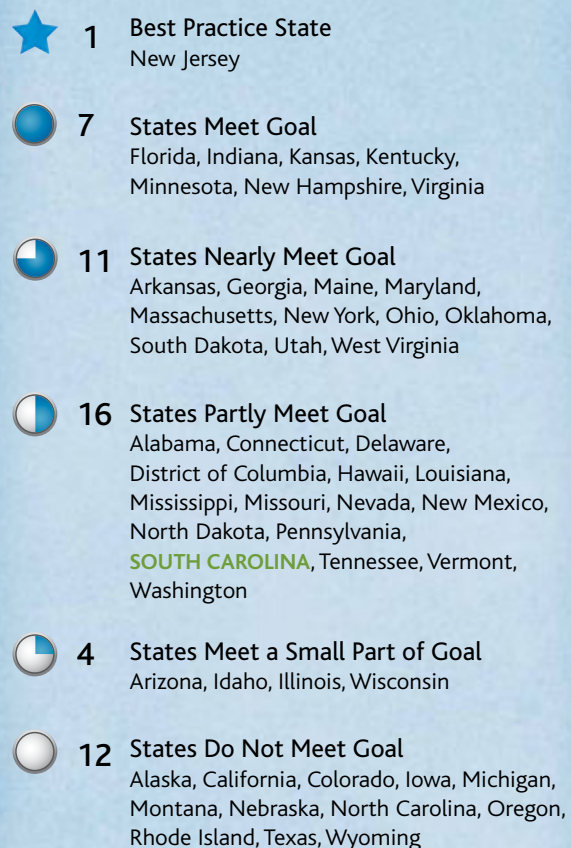 1 Best Practice State
New Jersey
7 States Meet Goal
Florida, Indiana, Kansas, Kentucky,
Minnesota, New Hampshire, Virginia
11 States Nearly Meet Goal
Arkansas, Georgia, Maine, Maryland,
Massachusetts, New York, Ohio, Oklahoma,
South Dakota, Utah, West Virginia
16 States Partly Meet Goal
Alabama, Connecticut, Delaware,
District of Columbia, Hawaii, Louisiana,
Mississippi, Missouri, Nevada, New Mexico,
North Dakota, Pennsylvania,
SOUTH CAROLINA, Tennessee, Vermont,
Washington
4 States Meet a Small Part of Goal
Arizona, Idaho, Illinois, Wisconsin
12 States Do Not Meet Goal
Alaska, California, Colorado, Iowa, Michigan,
Montana, Nebraska, North Carolina, Oregon,
Rhode Island, Texas, Wyoming